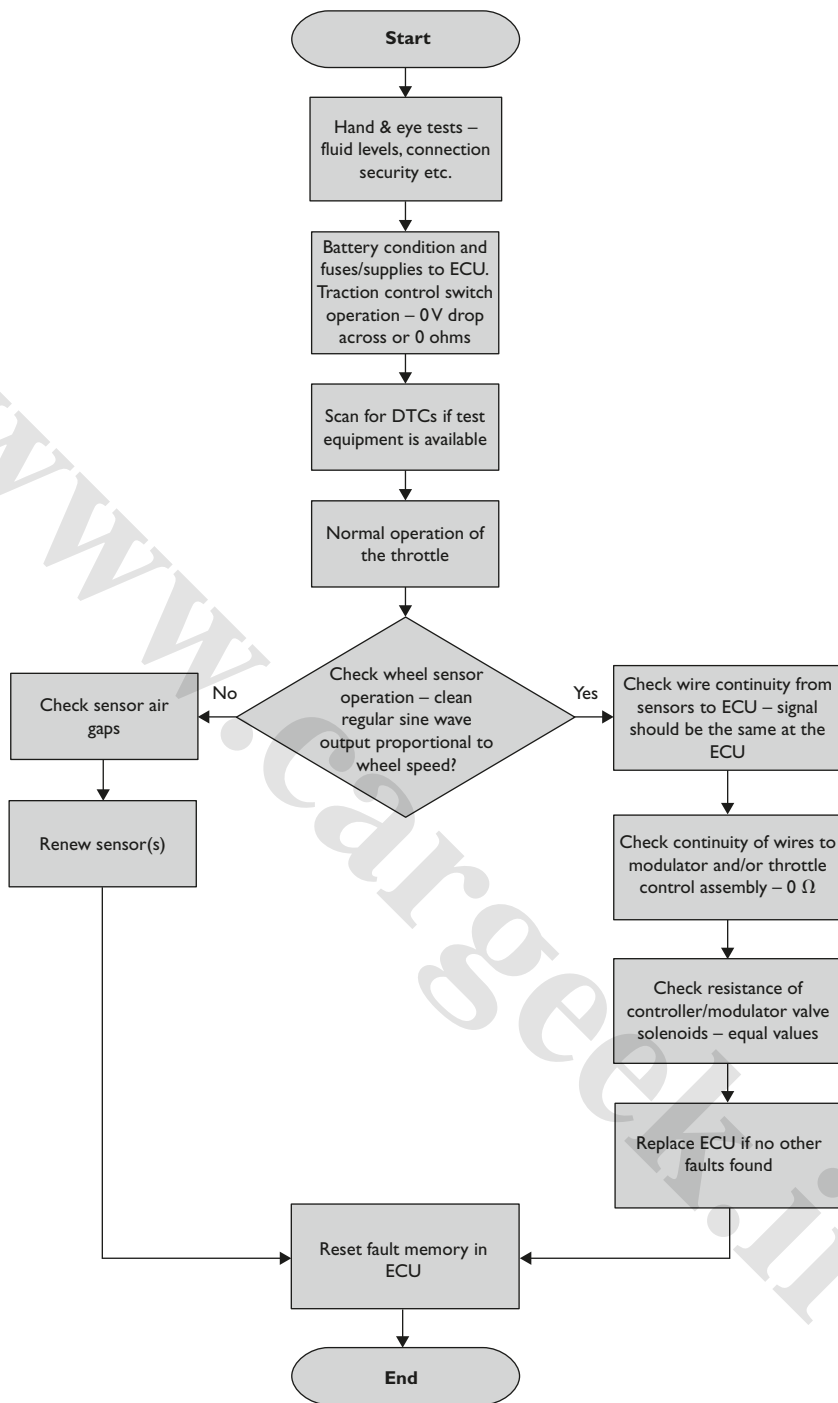 Start
Hand & eye tests –
fluid levels, connection
security etc.
Battery condition and
fuses/supplies to ECU.
Traction control switch
operation – 0 V drop
across or 0 ohms
Scan for DTCs if test
equipment is available
Normal operation of
the throttle
Check wheel sensor
operation – clean
regular sine wave
output proportional to
wheel speed?
No
Yes
Check sensor air
gaps
Renew sensor(s)
Check wire continuity from
sensors to ECU – signal
should be the same at the
ECU
Check continuity of wires to
modulator and/or throttle
control assembly – 0 Ω
Check resistance of
controller/modulator valve
solenoids – equal values
Replace ECU if no other
faults found
Reset fault memory in
ECU
End
www.cargeek.ir